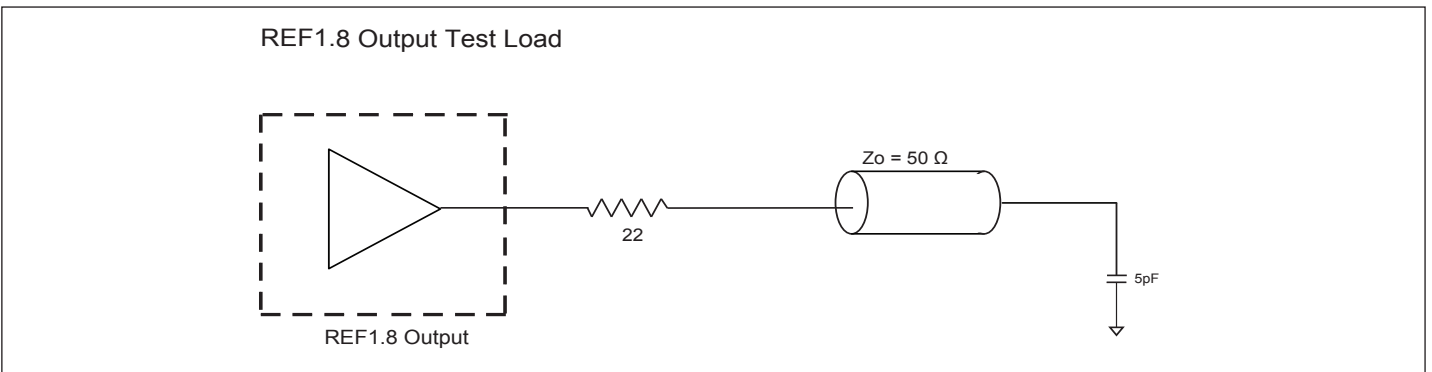 REF1.8 Output Test Load
Zo = 50 Ω
22
5pF
REF1.8 Output